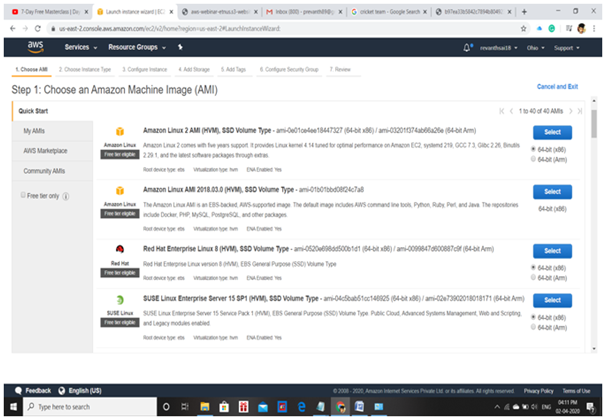 7-Day Free Masterclass | De
Launch instance wizard | EC2
aws-webinar-etnus
Inbox (800) - prevanth89@g
cricket team - Google Search
us-east-2.console.aws.amazon.com/ec2/v2/home?region=us-east-2#LaunchInstanceWizard:
aws Services Resource Groups
Ohio Support
1. Choose AMI 2. Choose Instance Type 3. Configure Instance 4. Add Storage 5. Add Tags 6. Configure Security Group 7. Review
Step 1: Choose an Amazon Machine Image (AMI)
Cancel and Exit
Quick Start
1 to 40 of 40 AMIs
My AMIs
AWS Marketplace
Community AMIs
Free tier only
Amazon Linux
Free tier eligible
Amazon Linux 2 AMI (HVM), SSD Volume Type - ami-0e01ce4ee18447327 (64-bit x86) / ami-03201f374ab66a26e (64-bit Arm)
Amazon Linux 2 comes with five years support. It provides Linux kernel 4.14 tuned for optimal performance on Amazon EC2, systemd 219, GCC 7.3, Glibc 2.26, Binutils
2.29.1, and the latest software packages through extras.
Root device type: ebs Virtualization type: hvm ENA Enabled: Yes
Select
64-bit (x86)
64-bit (Arm)
Amazon Linux
Free tier eligible
Amazon Linux AMI 2018.03.0 (HVM), SSD Volume Type - ami-01b01bbd08f24c7a8
The Amazon Linux AMI is an EBS-backed, AWS-supported image. The default image includes AWS command line tools, Python, Ruby, Perl, and Java. The repositories
include Docker, PHP, MySQL, PostgreSQL, and other packages.
Root device type: ebs Virtualization type: hvm ENA Enabled: Yes
Select
64-bit (x86)
Red Hat
Free tier eligible
Red Hat Enterprise Linux 8 (HVM), SSD Volume Type - ami-0520e698dd500b1d1 (64-bit x86) / ami-0099847d600887c9f (64-bit Arm)
Red Hat Enterprise Linux version 8 (HVM), EBS General Purpose (SSD) Volume Type
Root device type: ebs Virtualization type: hvm ENA Enabled: Yes
Select
64-bit (x86)
64-bit (Arm)
SUSE Linux
Free tier eligible
SUSE Linux Enterprise Server 15 SP1 (HVM), SSD Volume Type - ami-04c5bab51cc146925 (64-bit x86) / ami-02e73902018018171 (64-bit Arm)
SUSE Linux Enterprise Server 15 Service Pack 1 (HVM), EBS General Purpose (SSD) Volume Type. Public Cloud, Advanced Systems Management, Web and Scripting,
and Legacy modules enabled.
Root device type: ebs Virtualization type: hvm ENA Enabled: Yes
Select
64-bit (x86)
64-bit (Arm)
Feedback English (US)
© 2008 - 2020, Amazon Internet Services Private Ltd. or its affiliates. All rights reserved. Privacy Policy Terms of Use
Type here to search
ENG
04:11 PM
02-04-2020